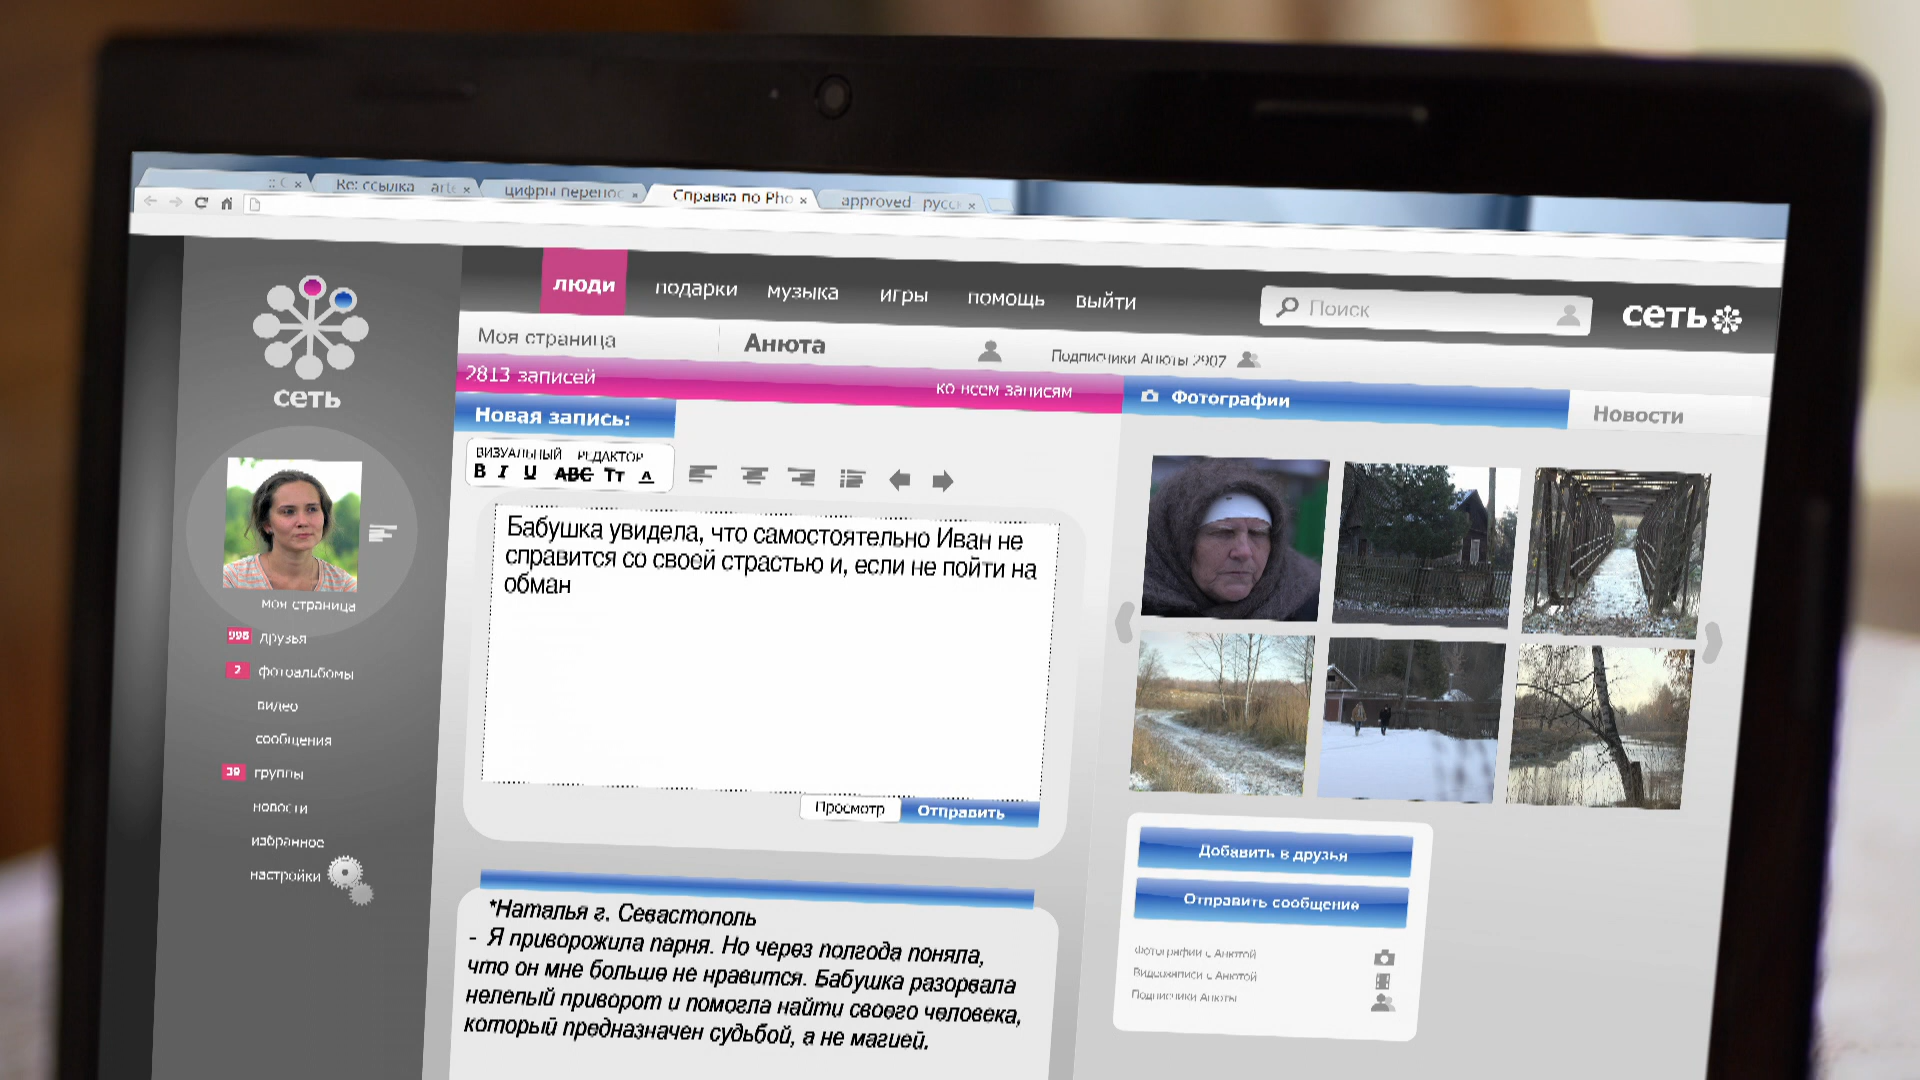 Re: ссылка
цифры перенос
Справка по Pho
approved русск
люди
подарки
музыка
игры
помощь
выйти
Поиск
сеть
Моя страница
Анюта
Подписчики Анюты 2907
2813 записей
ко всем записям
Фотографии
Новости
Новая запись:
ВИЗУАЛЬНЫЙ РЕДАКТОР
B I U ABC Тт A
Бабушка увидела, что самостоятельно Иван не
справится со своей страстью и, если не пойти на
обман
Просмотр
Отправить
*Наталья г. Севастополь
- Я приворожила парня. Но через полгода поняла,
что он мне больше не нравится. Бабушка разорвала
нелепый приворот и помогла найти своего человека,
который предназначен судьбой, а не магией.
сеть
моя страница
друзья
2 фотоальбомы
видео
сообщения
39 группы
новости
избранное
настройки
Добавить в друзья
Отправить сообщение
Фотографии с Анютой
Видеозаписи с Анютой
Подписчики Анюты